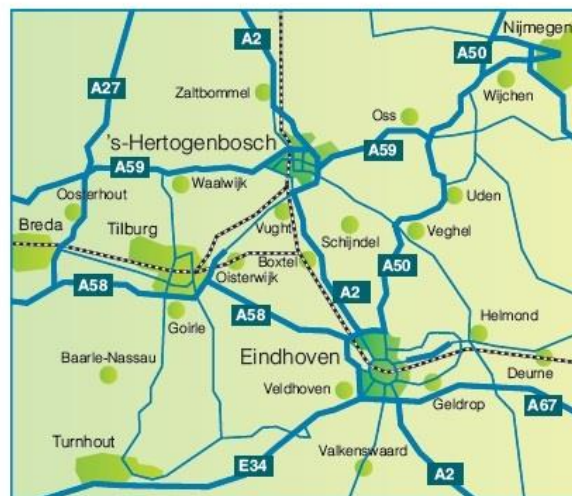 Nijmegen
A2
A50
A27
Zaltbommel
Wijchen
Oss
's-Hertogenbosch
A59
A59
Waalwijk
Oosterhout
Uden
Breda
Tilburg
Vught
Schijndel
Veghel
Oisterwijk
Boxtel
A50
A58
A2
A58
Goirle
Helmond
Eindhoven
Baarle-Nassau
Deurne
Veldhoven
Geldrop
A67
Turnhout
E34
Valkenswaard
A2